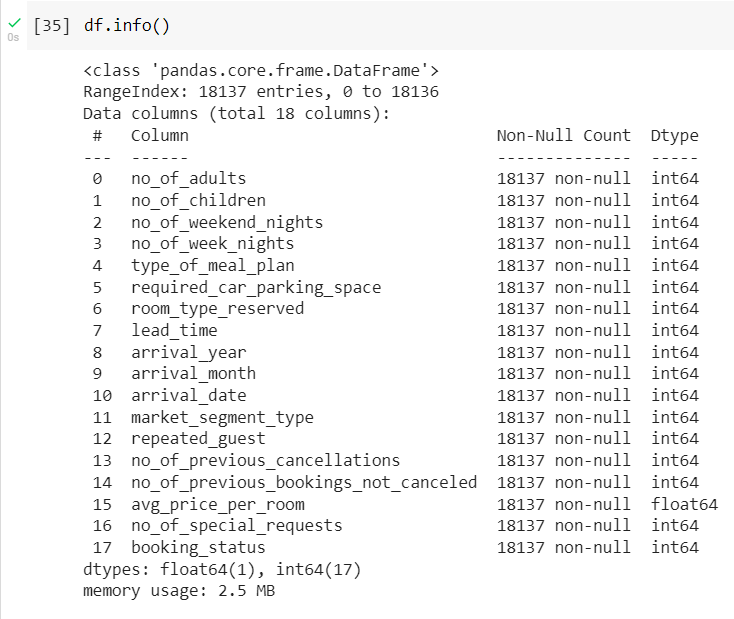 [35] df.info()
0s
<class 'pandas.core.frame.DataFrame'>
RangeIndex: 18137 entries, 0 to 18136
Data columns (total 18 columns):
 #   Column                                Non-Null Count  Dtype
---  ------                                --------------  -----
 0   no_of_adults                          18137 non-null  int64
 1   no_of_children                        18137 non-null  int64
 2   no_of_weekend_nights                  18137 non-null  int64
 3   no_of_week_nights                     18137 non-null  int64
 4   type_of_meal_plan                     18137 non-null  int64
 5   required_car_parking_space            18137 non-null  int64
 6   room_type_reserved                    18137 non-null  int64
 7   lead_time                             18137 non-null  int64
 8   arrival_year                          18137 non-null  int64
 9   arrival_month                         18137 non-null  int64
 10  arrival_date                          18137 non-null  int64
 11  market_segment_type                   18137 non-null  int64
 12  repeated_guest                        18137 non-null  int64
 13  no_of_previous_cancellations          18137 non-null  int64
 14  no_of_previous_bookings_not_canceled  18137 non-null  int64
 15  avg_price_per_room                    18137 non-null  float64
 16  no_of_special_requests                18137 non-null  int64
 17  booking_status                        18137 non-null  int64
dtypes: float64(1), int64(17)
memory usage: 2.5 MB